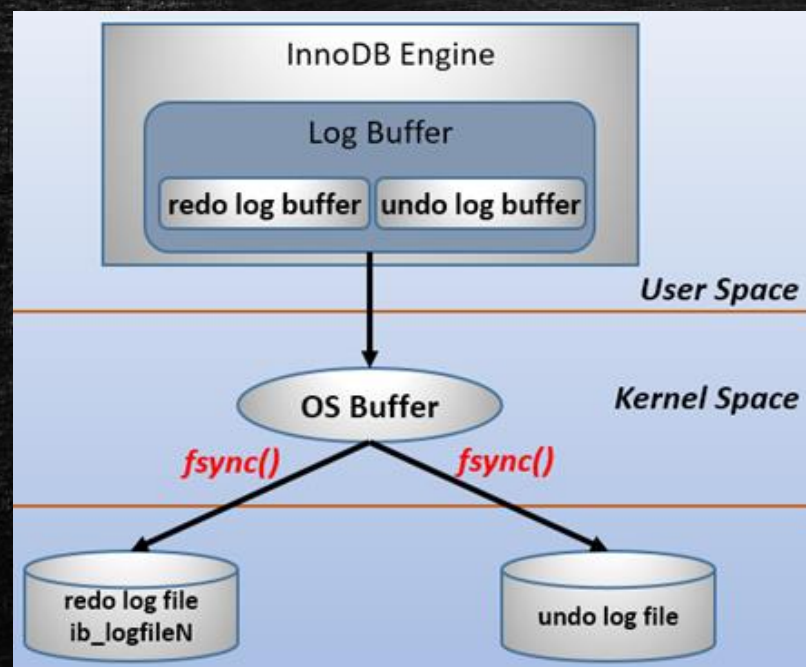 InnoDB Engine
Log Buffer
redo log buffer
undo log buffer
User Space
OS Buffer
Kernel Space
fsync()
fsync()
redo log file
ib_logfileN
undo log file